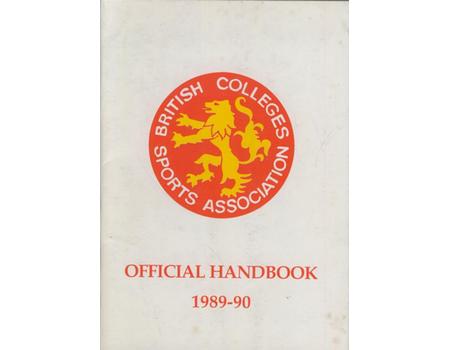 BRITISH COLLEGES
SPORTS ASSOCIATION
OFFICIAL HANDBOOK
1989-90